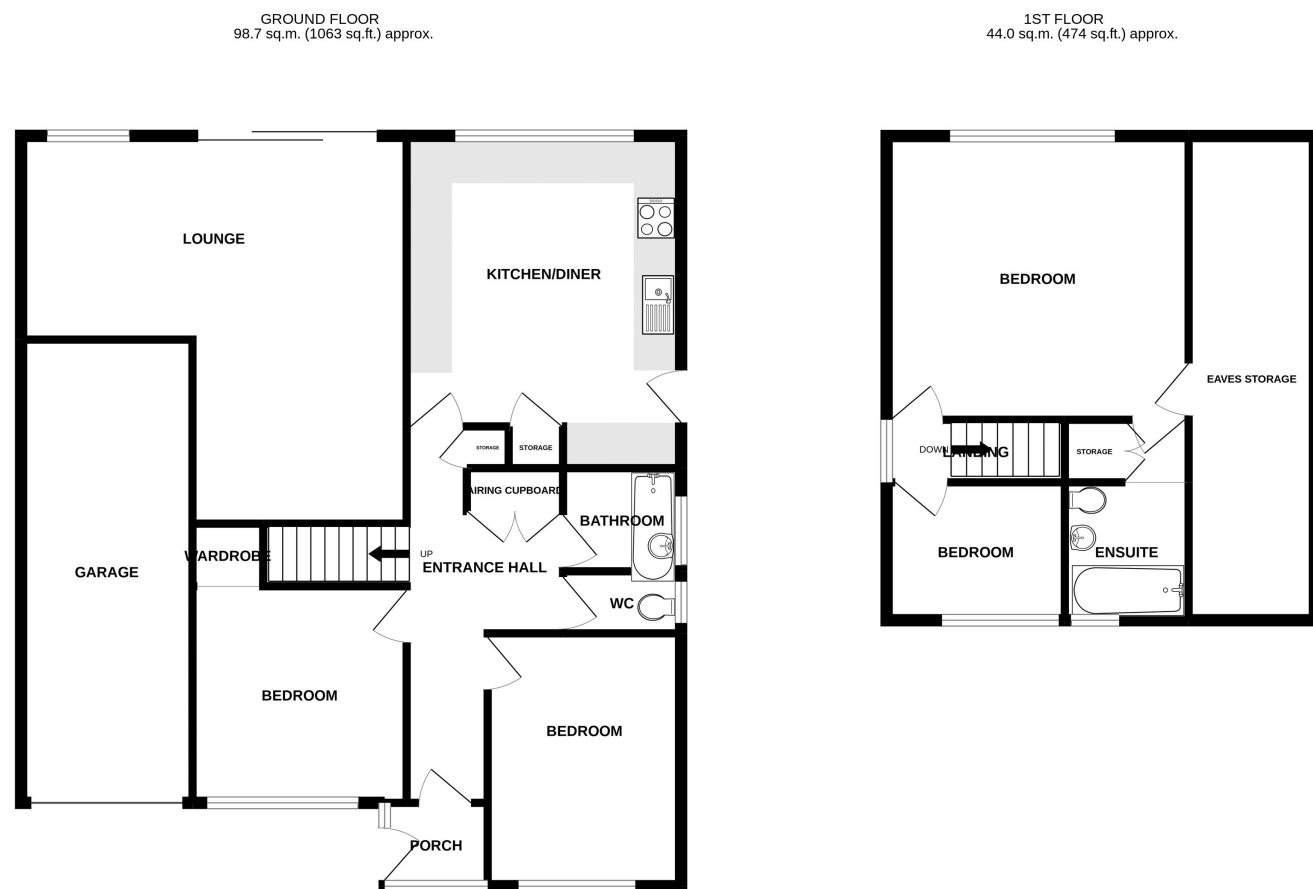 GROUND FLOOR
98.7 sq.m. (1063 sq.ft.) approx.
1ST FLOOR
44.0 sq.m. (474 sq.ft.) approx.
LOUNGE
KITCHEN/DINER
STORAGE
STORAGE
AIRING CUPBOARD
BATHROOM
WARDROBE
UP
ENTRANCE HALL
GARAGE
WC
BEDROOM
BEDROOM
PORCH
BEDROOM
EAVES STORAGE
DOWN
LANDING
STORAGE
BEDROOM
ENSUITE